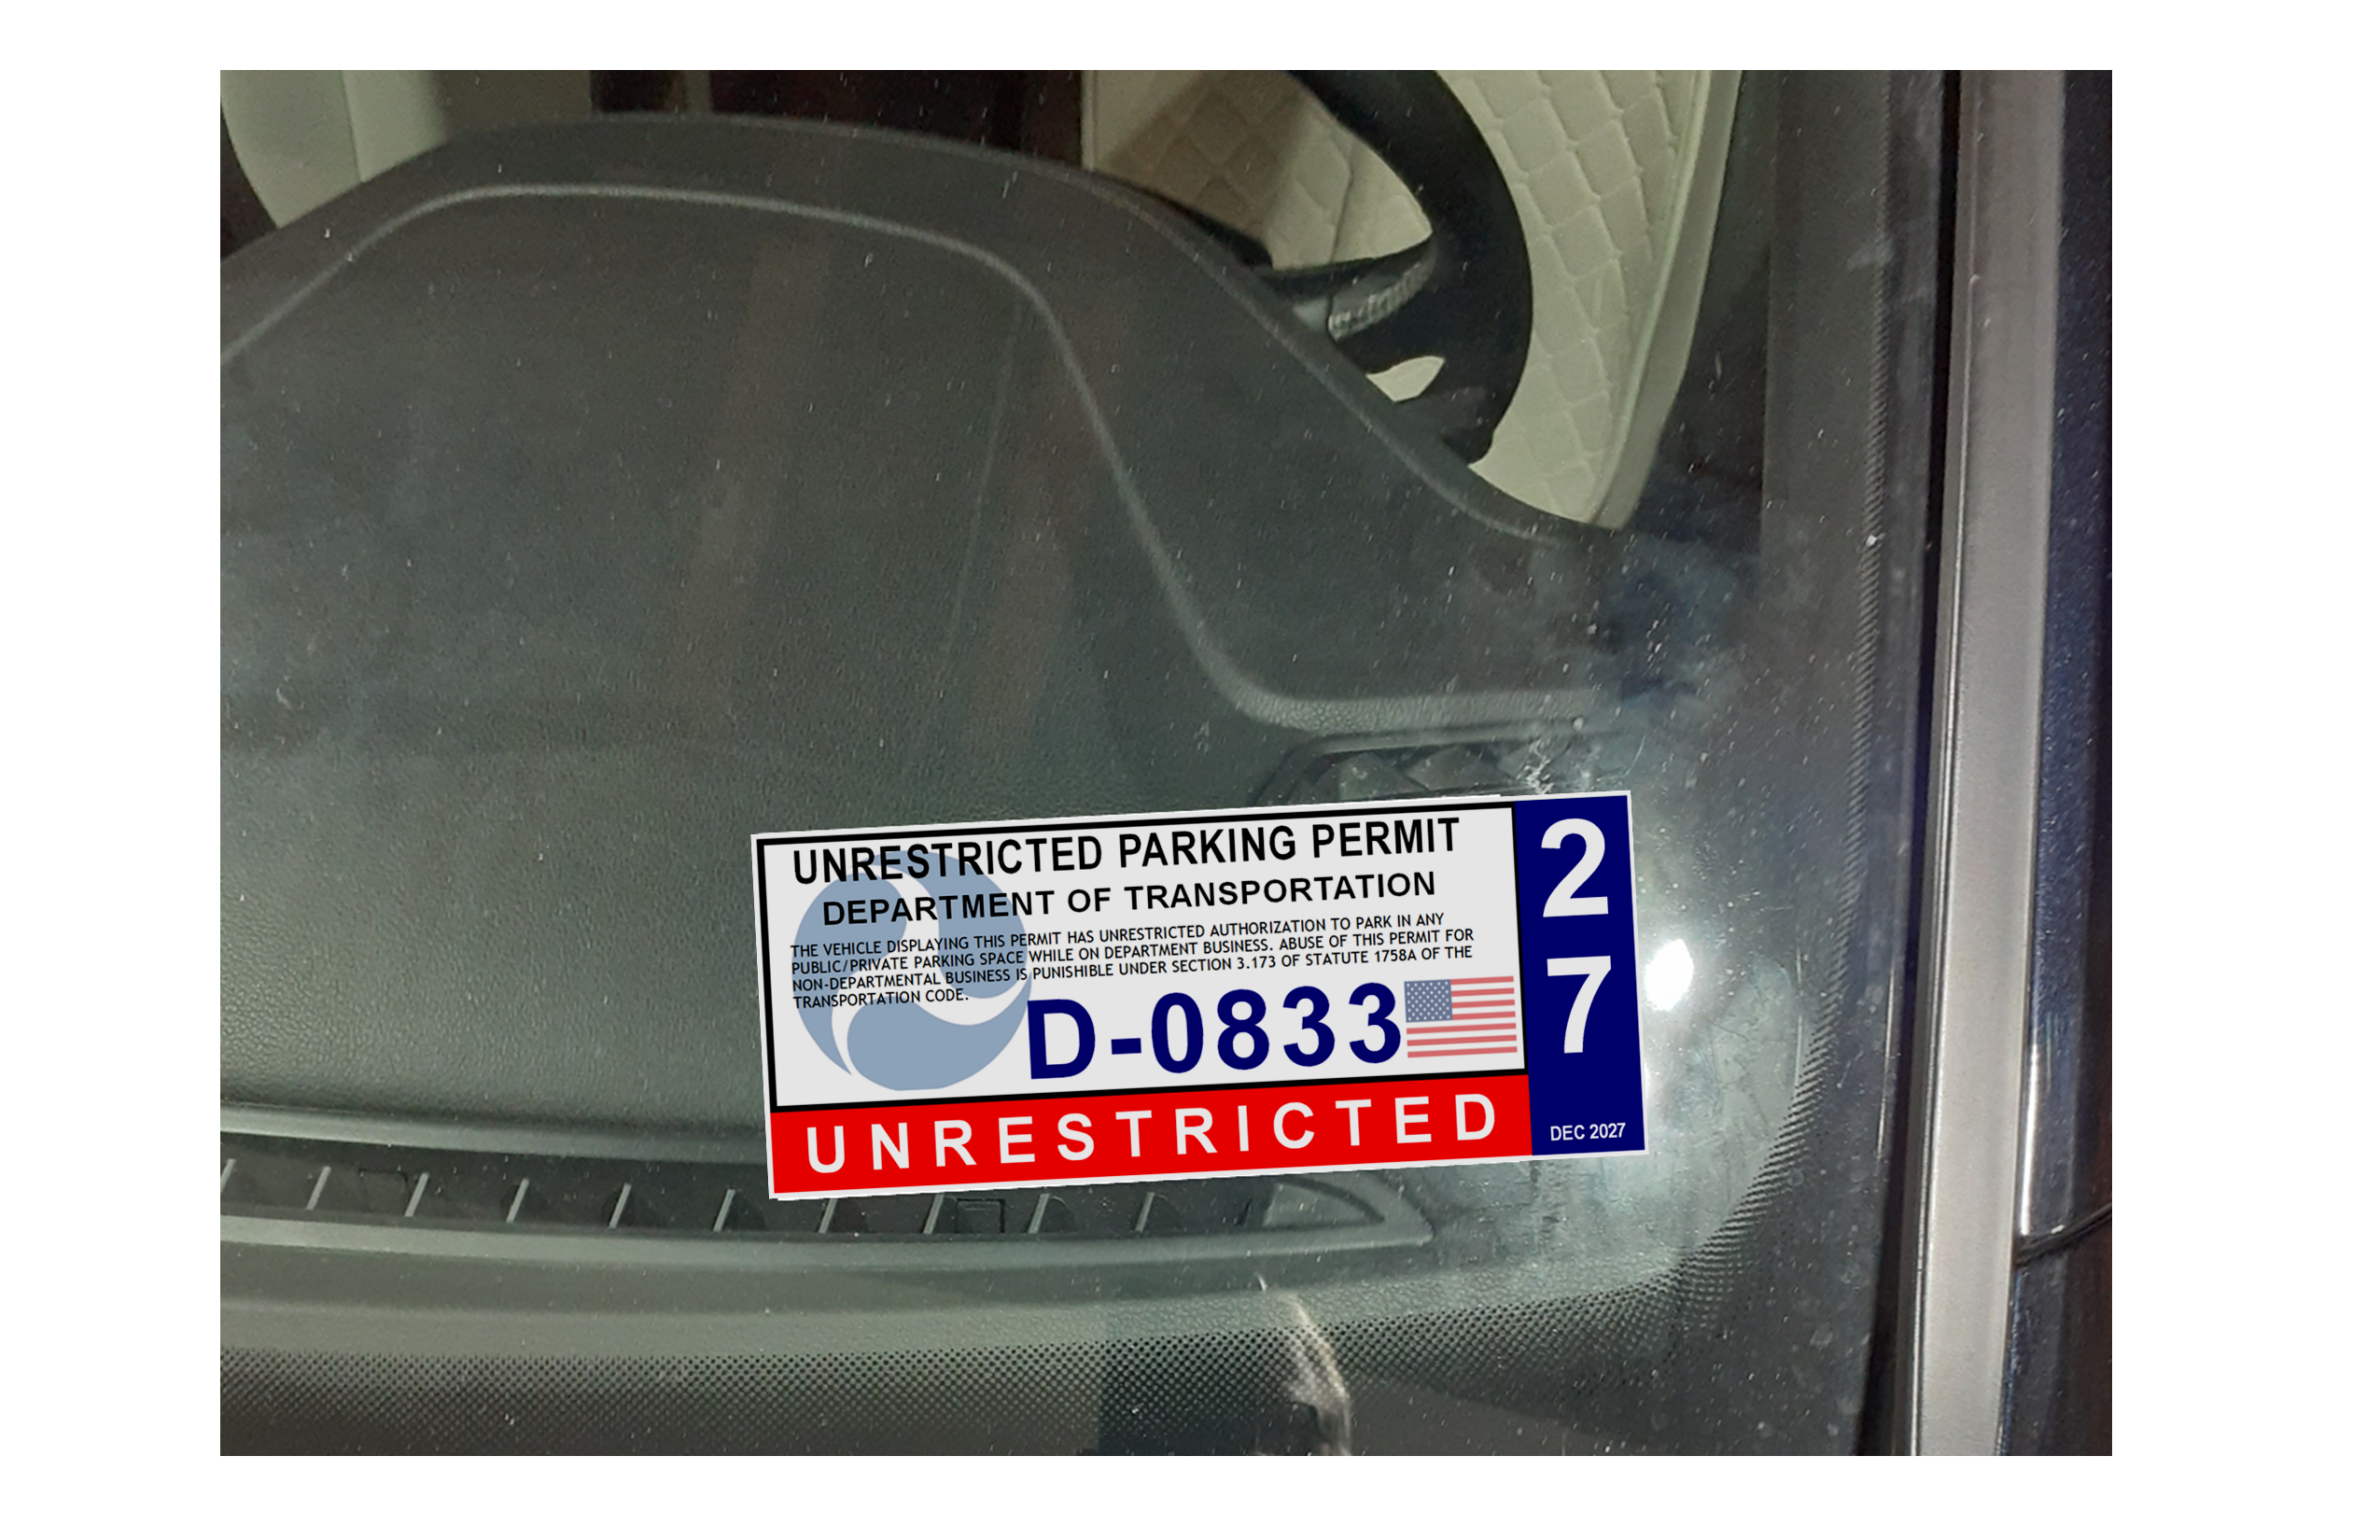 UNRESTRICTED PARKING PERMIT
DEPARTMENT OF TRANSPORTATION
THE VEHICLE DISPLAYING THIS PERMIT HAS UNRESTRICTED AUTHORIZATION TO PARK IN ANY
PUBLIC/PRIVATE PARKING SPACE WHILE ON DEPARTMENT BUSINESS. ABUSE OF THIS PERMIT FOR
NON-DEPARTMENTAL BUSINESS IS PUNISHIBLE UNDER SECTION 3.173 OF STATUTE 1758A OF THE
TRANSPORTATION CODE.
D-0833
UNRESTRICTED
2
7
DEC 2027